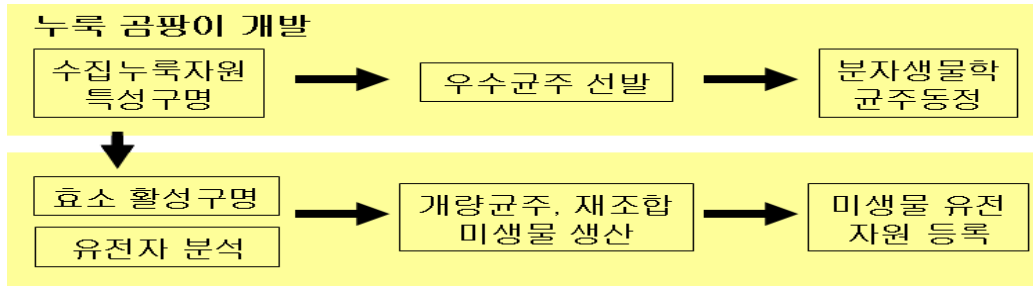 누룩 곰팡이 개발
수집누룩자원
특성구명
우수균주 선발
분자생물학
균주동정
효소 활성구명
유전자 분석
개량균주, 재조합
미생물 생산
미생물 유전
자원 등록